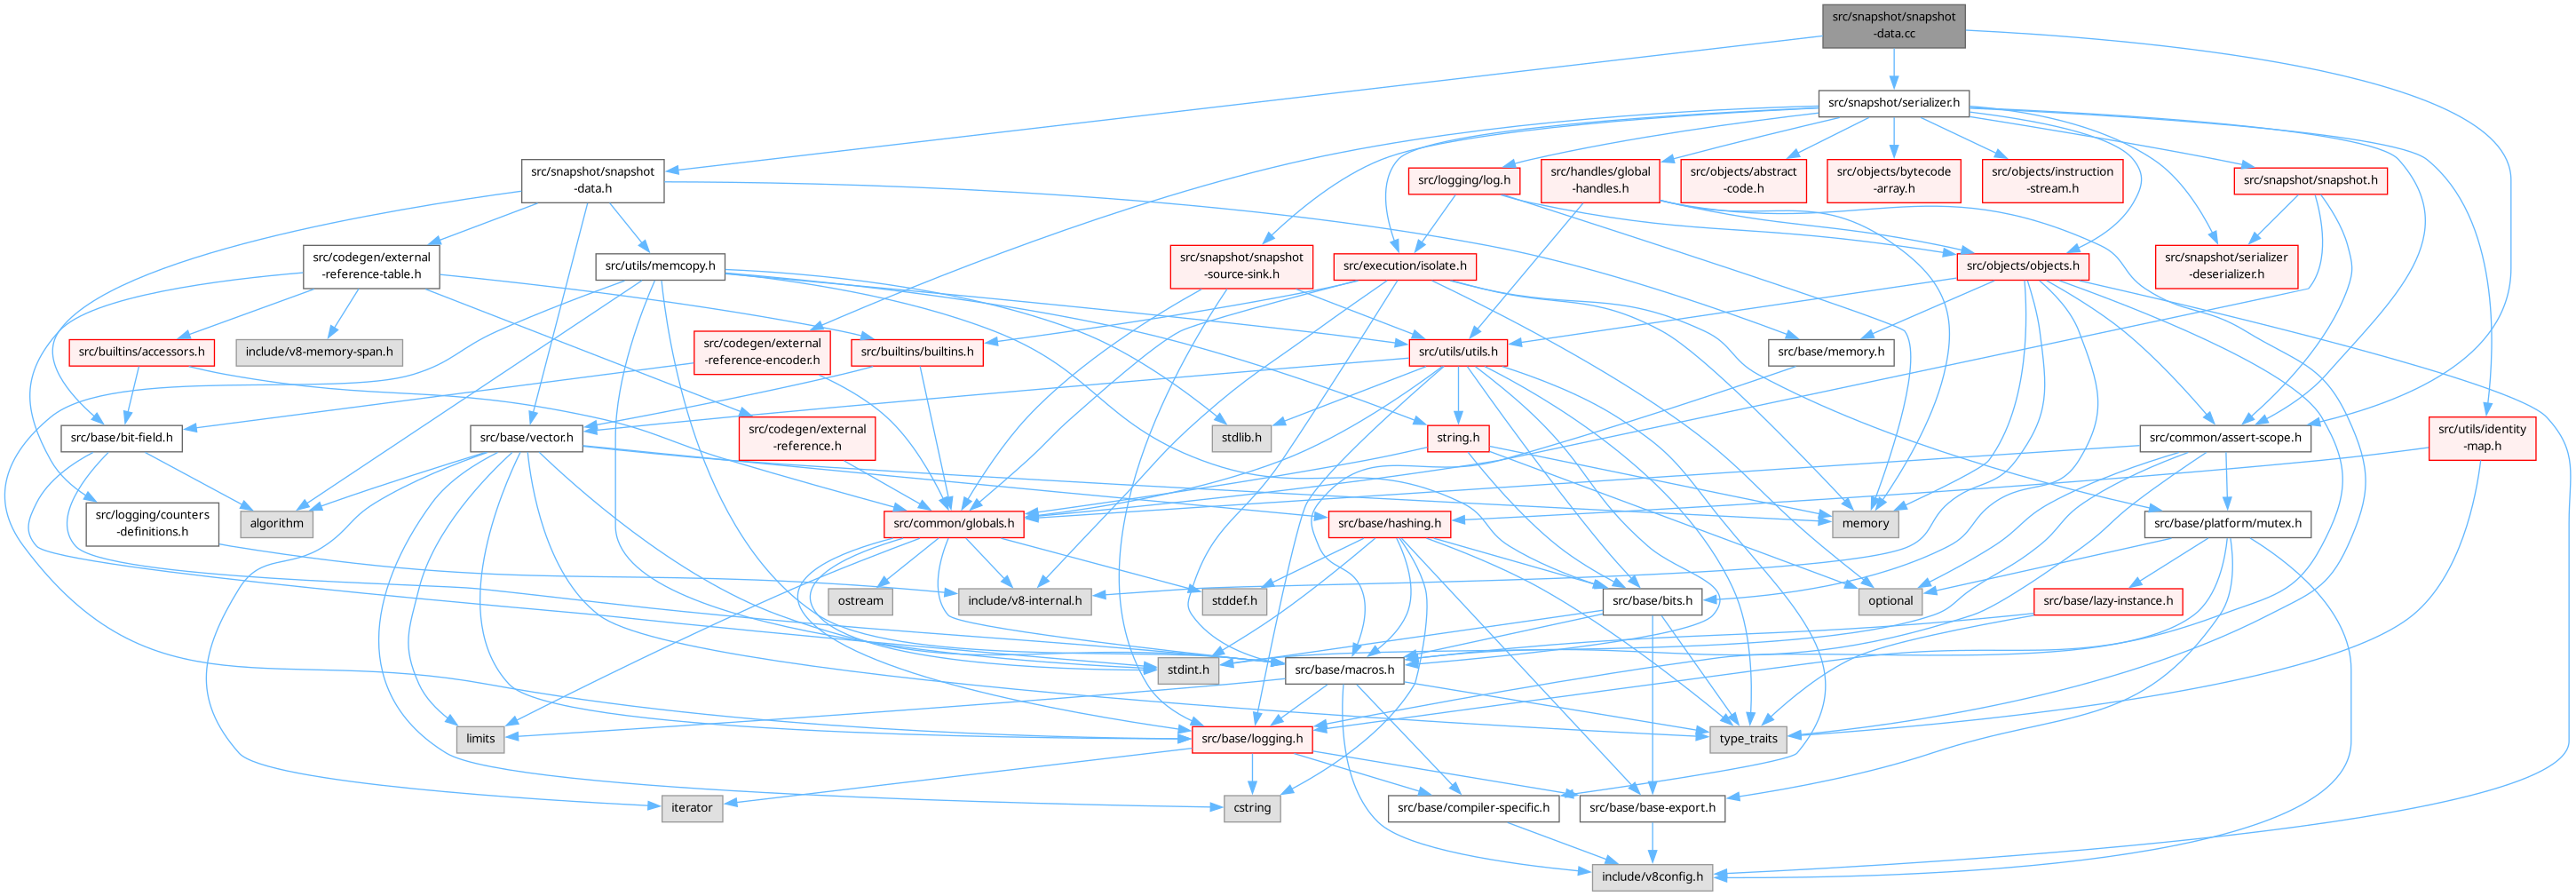 src/snapshot/snapshot
-data.cc
src/snapshot/serializer.h
src/snapshot/snapshot
-data.h
src/logging/log.h
src/handles/global
-handles.h
src/objects/abstract
-code.h
src/objects/bytecode
-array.h
src/objects/instruction
-stream.h
src/snapshot/snapshot.h
src/codegen/external
-reference-table.h
src/utils/memcopy.h
src/snapshot/snapshot
-source-sink.h
src/execution/isolate.h
src/objects/objects.h
src/snapshot/serializer
-deserializer.h
src/builtins/accessors.h
include/v8-memory-span.h
src/codegen/external
-reference-encoder.h
src/builtins/builtins.h
src/utils/utils.h
src/base/memory.h
src/base/bit-field.h
src/base/vector.h
src/codegen/external
-reference.h
stdlib.h
string.h
src/common/assert-scope.h
src/utils/identity
-map.h
src/logging/counters
-definitions.h
algorithm
src/common/globals.h
src/base/hashing.h
memory
src/base/platform/mutex.h
ostream
include/v8-internal.h
stddef.h
src/base/bits.h
optional
src/base/lazy-instance.h
stdint.h
src/base/macros.h
limits
src/base/logging.h
type_traits
iterator
cstring
src/base/compiler-specific.h
src/base/base-export.h
include/v8config.h